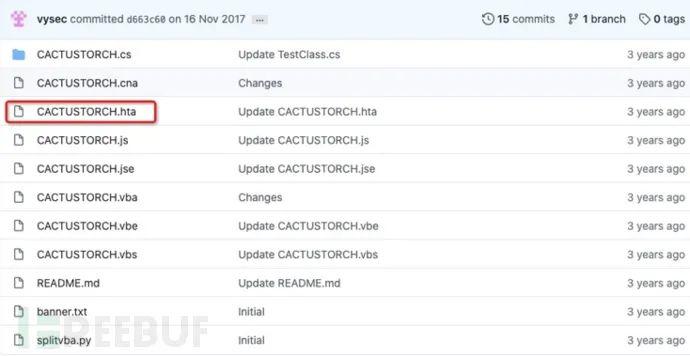 vysec committed d663c60 on 16 Nov 2017 ... 15 commits 1 branch 0 tags
CACTUSTORCH.cs Update TestClass.cs 3 years ago
CACTUSTORCH.cna Changes 3 years ago
CACTUSTORCH.hta Update CACTUSTORCH.hta 3 years ago
CACTUSTORCH.js Update CACTUSTORCH.js 3 years ago
CACTUSTORCH.jse Update CACTUSTORCH.jse 3 years ago
CACTUSTORCH.vba Changes 3 years ago
CACTUSTORCH.vbe Update CACTUSTORCH.vbe 3 years ago
CACTUSTORCH.vbs Update CACTUSTORCH.vbs 3 years ago
README.md Update README.md 3 years ago
banner.txt Initial 3 years ago
splitvba.py Initial 3 years ago
FREEBUF